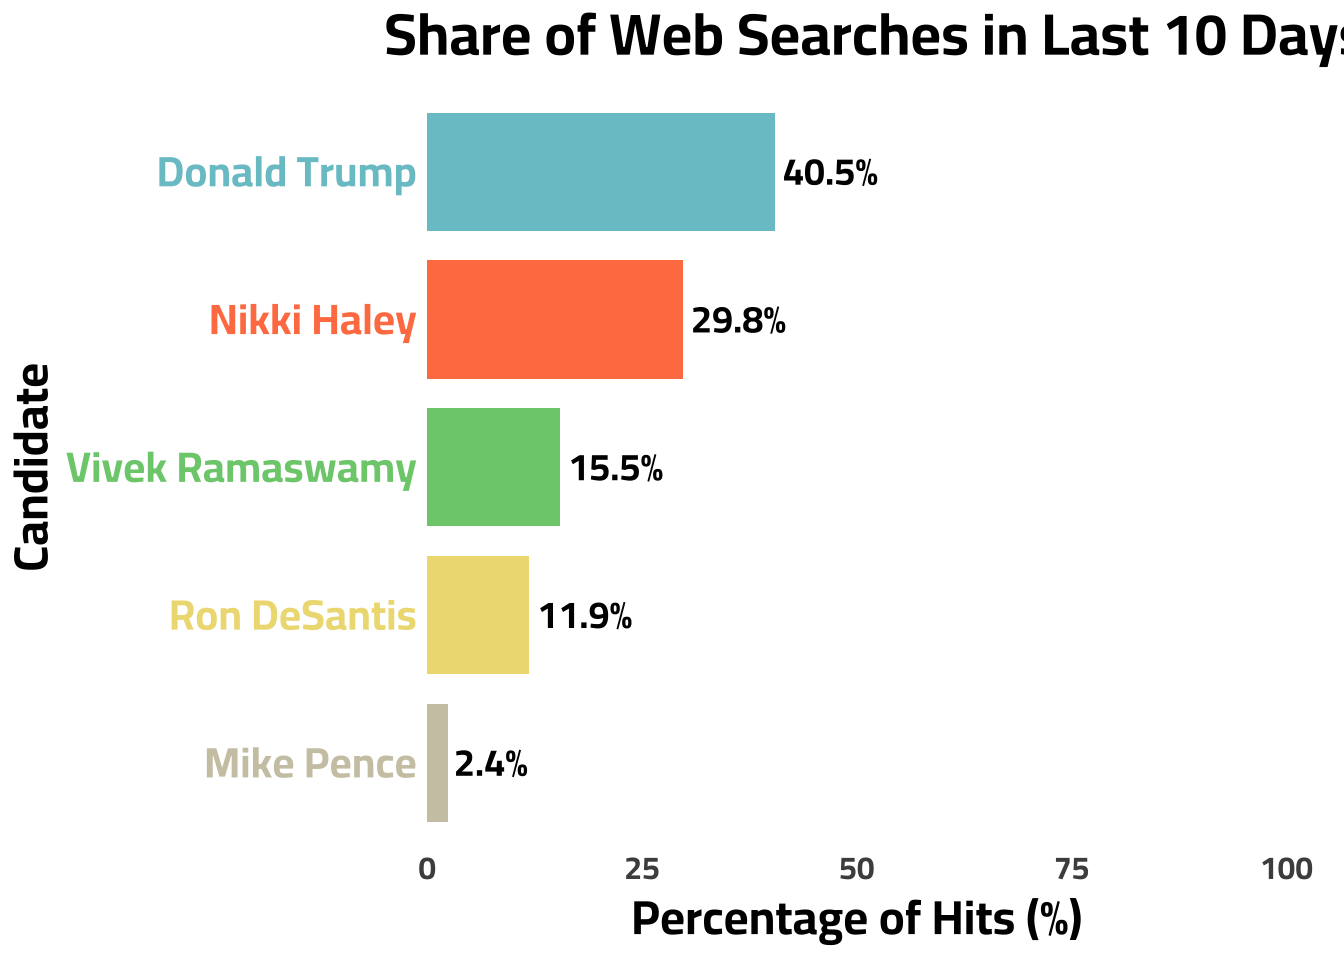 Share of Web Searches in Last 10 Days
Donald Trump
40.5%
Nikki Haley
29.8%
Vivek Ramaswamy
15.5%
Ron DeSantis
11.9%
Mike Pence
2.4%
Candidate
0 25 50 75 100
Percentage of Hits (%)